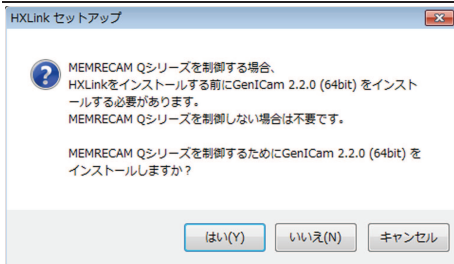 HXLink セットアップ
MEMRECAM Qシリーズを制御する場合、
HXLinkをインストールする前にGenICam 2.2.0 (64bit) をインスト
ールする必要があります。
MEMRECAM Qシリーズを制御しない場合は不要です。
MEMRECAM Qシリーズを制御するためにGenICam 2.2.0 (64bit) を
インストールしますか？
はい(Y) いいえ(N) キャンセル